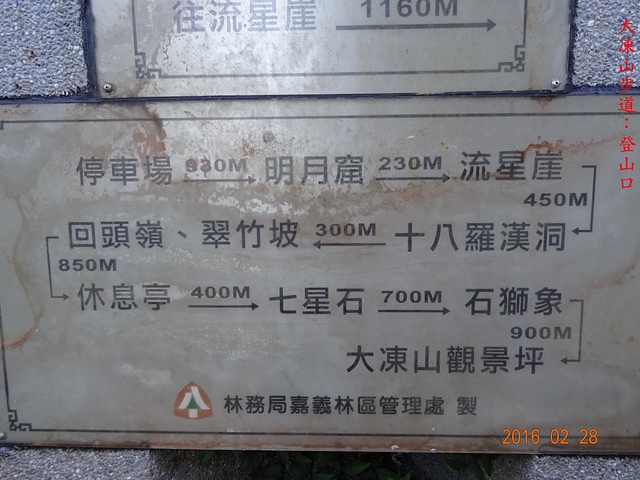 往流星崖 1160M
大凍山步道：登山口
停車場 930M 明月窟 230M 流星崖
450M
回頭嶺、翠竹坡 300M 十八羅漢洞
850M
休息亭 400M 七星石 700M 石獅象
900M
大凍山觀景坪
林務局嘉義林區管理處 製
2016 02 28